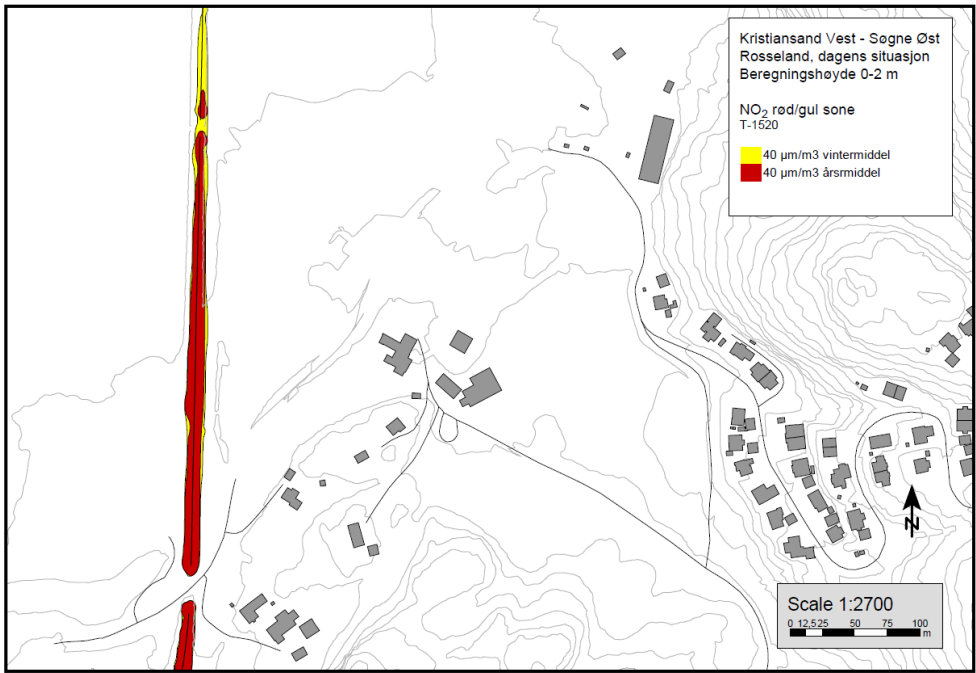 Kristiansand Vest - Søgne Øst
Rosseland, dagens situasjon
Beregningshøyde 0-2 m
NO₂ rød/gul sone
T-1520
40 µm/m3 vintermiddel
40 µm/m3 årsrmiddel
N
Scale 1:2700
0 12,525 50 75 100
m